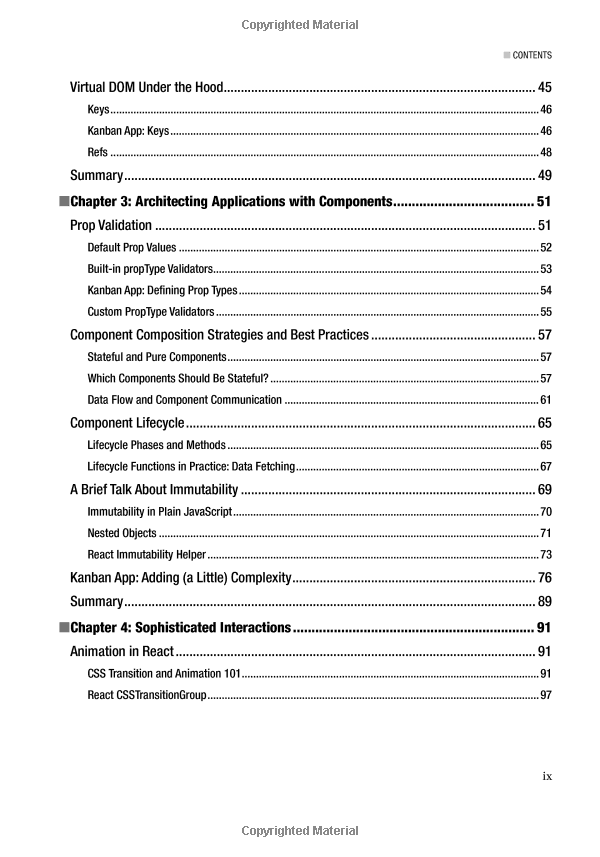 Copyrighted Material
■ CONTENTS
Virtual DOM Under the Hood.......................................................................................... 45
Keys.......................................................................................................................................46
Kanban App: Keys.................................................................................................................46
Refs ......................................................................................................................................48
Summary....................................................................................................................... 49
■Chapter 3: Architecting Applications with Components...................................... 51
Prop Validation .............................................................................................................. 51
Default Prop Values ..............................................................................................................52
Built-in propType Validators....................................................................................................53
Kanban App: Defining Prop Types...........................................................................................54
Custom PropType Validators...................................................................................................55
Component Composition Strategies and Best Practices ................................................ 57
Stateful and Pure Components................................................................................................57
Which Components Should Be Stateful? .................................................................................57
Data Flow and Component Communication .............................................................................61
Component Lifecycle...................................................................................................... 65
Lifecycle Phases and Methods................................................................................................65
Lifecycle Functions in Practice: Data Fetching..........................................................................67
A Brief Talk About Immutability ...................................................................................... 69
Immutability in Plain JavaScript...............................................................................................70
Nested Objects ......................................................................................................................71
React Immutability Helper......................................................................................................73
Kanban App: Adding (a Little) Complexity....................................................................... 76
Summary....................................................................................................................... 89
■Chapter 4: Sophisticated Interactions................................................................. 91
Animation in React......................................................................................................... 91
CSS Transition and Animation 101...........................................................................................91
React CSSTransitionGroup......................................................................................................97
ix
Copyrighted Material